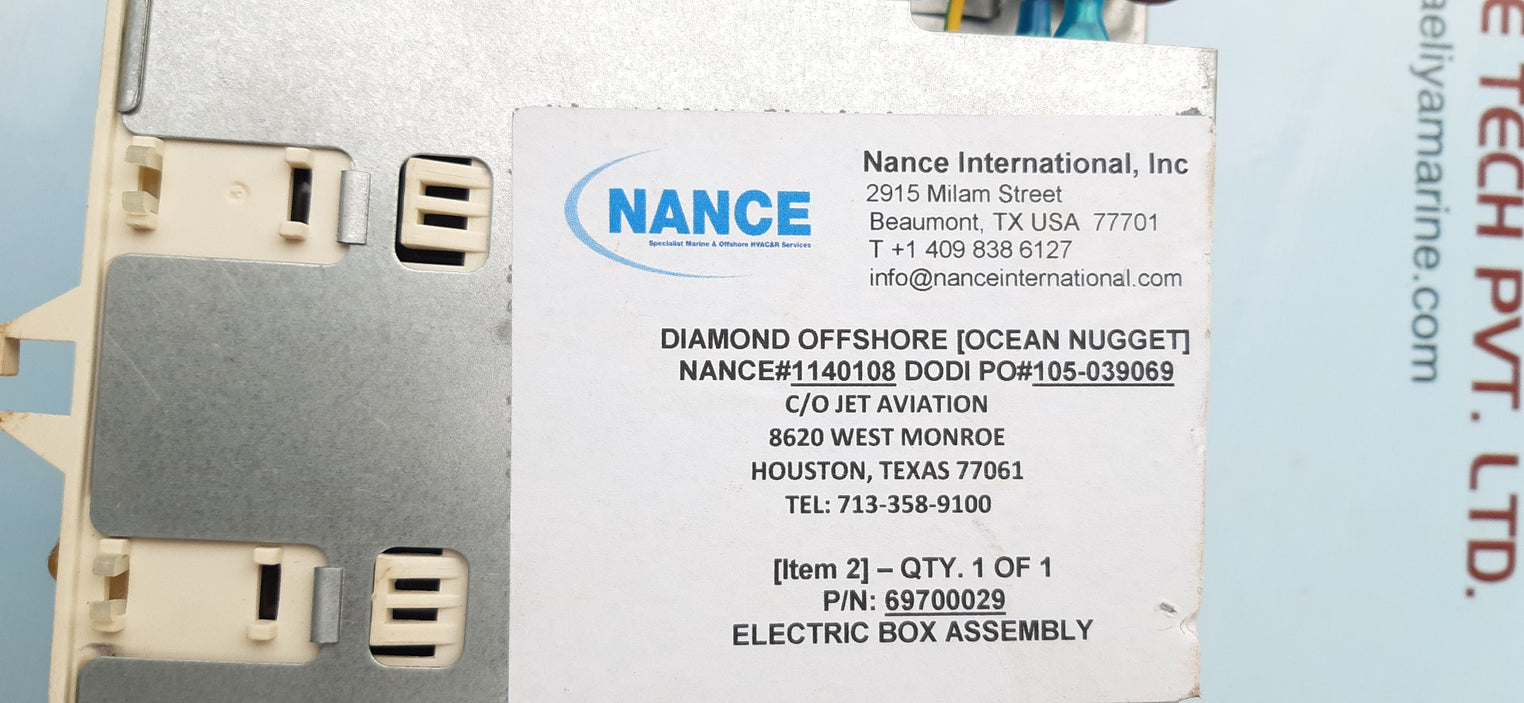 NANCE
Specialist Marine & Offshore HVAC&R Services
Nance International, Inc
2915 Milam Street
Beaumont, TX USA 77701
T +1 409 838 6127
info@nanceinternational.com
DIAMOND OFFSHORE [OCEAN NUGGET]
NANCE#1140108 DODI PO#105-039069
C/O JET AVIATION
8620 WEST MONROE
HOUSTON, TEXAS 77061
TEL: 713-358-9100
[Item 2] – QTY. 1 OF 1
P/N: 69700029
ELECTRIC BOX ASSEMBLY
E TECH PVT. LTD.
aeliyamarine.com